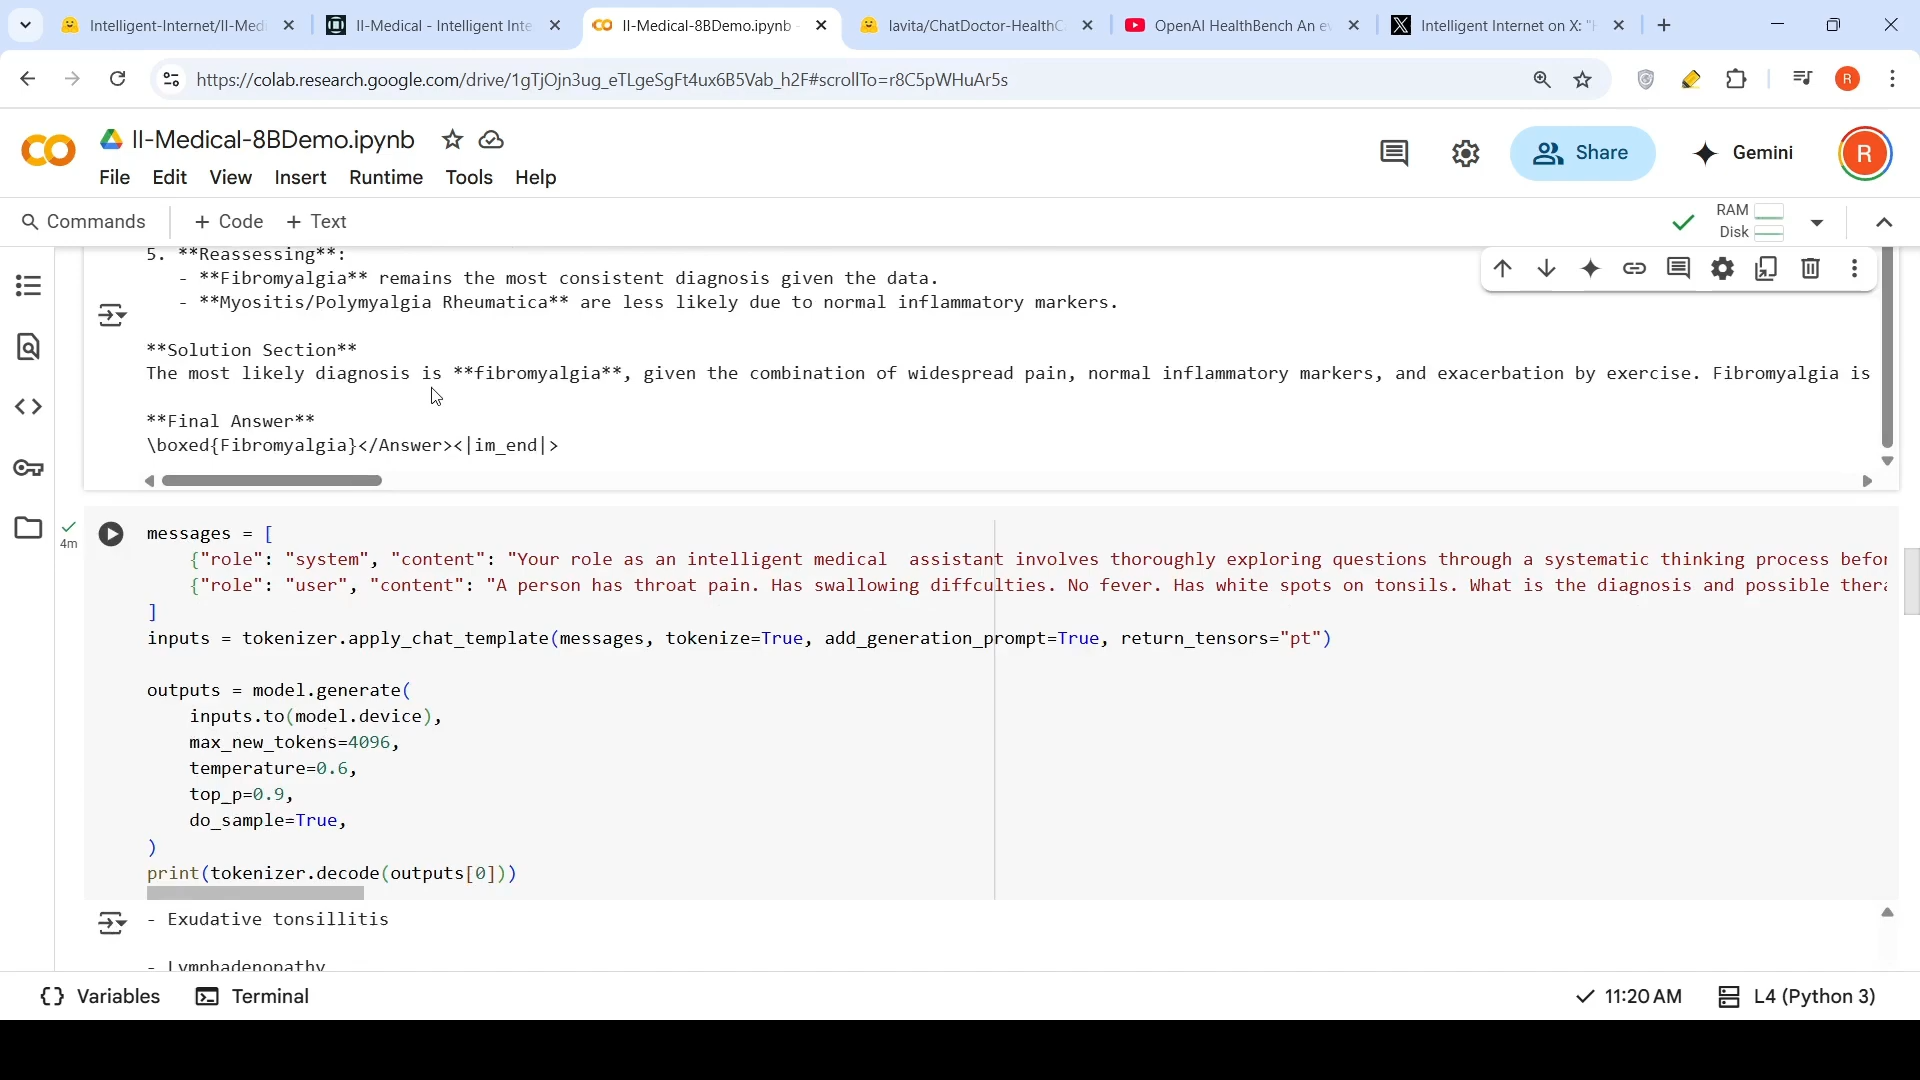 Intelligent-Internet/II-Medi
II-Medical - Intelligent Inte
II-Medical-8BDemo.ipynb
lavita/ChatDoctor-HealthC
OpenAI HealthBench An ev
Intelligent Internet on X: "H
https://colab.research.google.com/drive/1gTjOjn3ug_eTLgeSgFt4ux6B5Vab_h2F#scrollTo=r8C5pWHuAr5s
R
II-Medical-8BDemo.ipynb
Share
Gemini
R
File Edit View Insert Runtime Tools Help
Commands + Code + Text
RAM
Disk
5. **Reassessing**:
- **Fibromyalgia** remains the most consistent diagnosis given the data.
- **Myositis/Polymyalgia Rheumatica** are less likely due to normal inflammatory markers.
**Solution Section**
The most likely diagnosis is **fibromyalgia**, given the combination of widespread pain, normal inflammatory markers, and exacerbation by exercise. Fibromyalgia is
**Final Answer**
\boxed{Fibromyalgia}</Answer><|im_end|>
4m
messages = [
{"role": "system", "content": "Your role as an intelligent medical  assistant involves thoroughly exploring questions through a systematic thinking process befor
{"role": "user", "content": "A person has throat pain. Has swallowing diffculties. No fever. Has white spots on tonsils. What is the diagnosis and possible thera
]
inputs = tokenizer.apply_chat_template(messages, tokenize=True, add_generation_prompt=True, return_tensors="pt")
outputs = model.generate(
inputs.to(model.device),
max_new_tokens=4096,
temperature=0.6,
top_p=0.9,
do_sample=True,
)
print(tokenizer.decode(outputs[0]))
- Exudative tonsillitis
- Lymphadenopathy
Variables
Terminal
11:20 AM
L4 (Python 3)